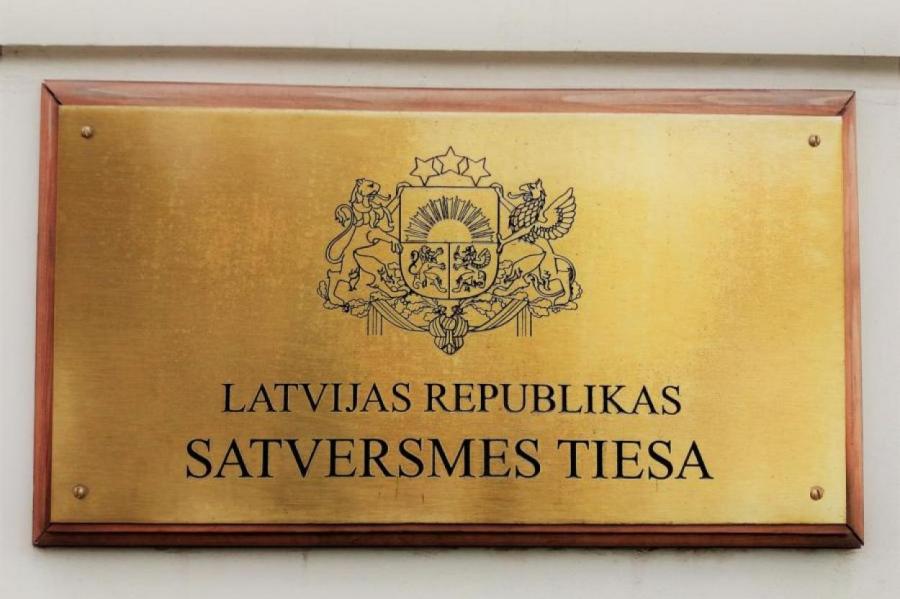 LATVIJAS REPUBLIKAS
SATVERSMES TIESA